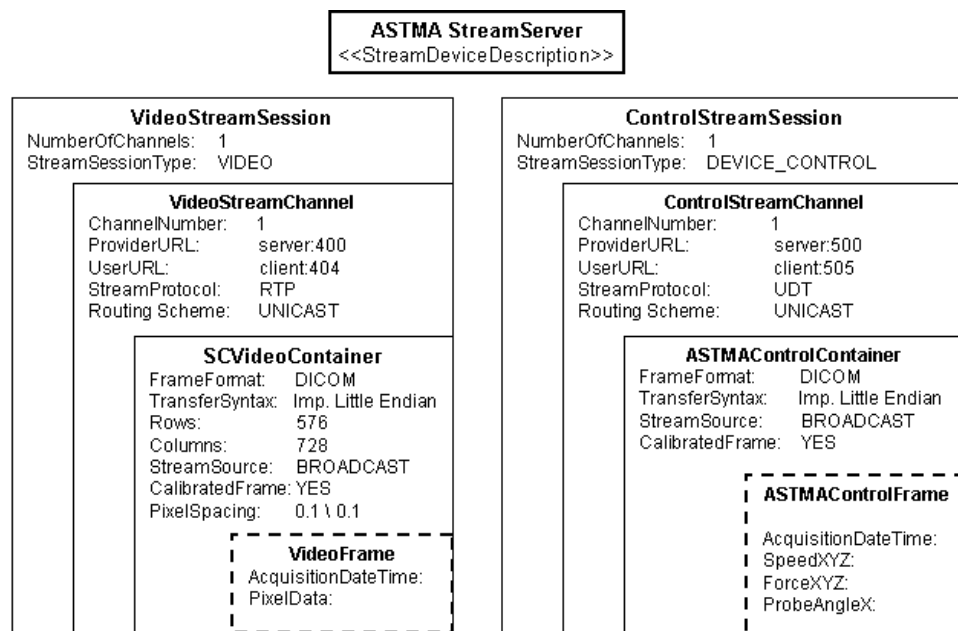 ASTMA StreamServer
<<StreamDeviceDescription>>
VideoStreamSession
NumberOfChannels: 1
StreamSessionType: VIDEO
VideoStreamChannel
ChannelNumber: 1
ProviderURL: server:400
UserURL: client:404
StreamProtocol: RTP
Routing Scheme: UNICAST
SCVideoContainer
FrameFormat: DICOM
TransferSyntax: Imp. Little Endian
Rows: 576
Columns: 728
StreamSource: BROADCAST
CalibratedFrame: YES
PixelSpacing: 0.1 \ 0.1
VideoFrame
AcquisitionDateTime:
PixelData:
ControlStreamSession
NumberOfChannels: 1
StreamSessionType: DEVICE_CONTROL
ControlStreamChannel
ChannelNumber: 1
ProviderURL: server:500
UserURL: client:505
StreamProtocol: UDT
Routing Scheme: UNICAST
ASTMAControlContainer
FrameFormat: DICOM
TransferSyntax: Imp. Little Endian
StreamSource: BROADCAST
CalibratedFrame: YES
ASTMAControlFrame
AcquisitionDateTime:
SpeedXYZ:
ForceXYZ:
ProbeAngleX: